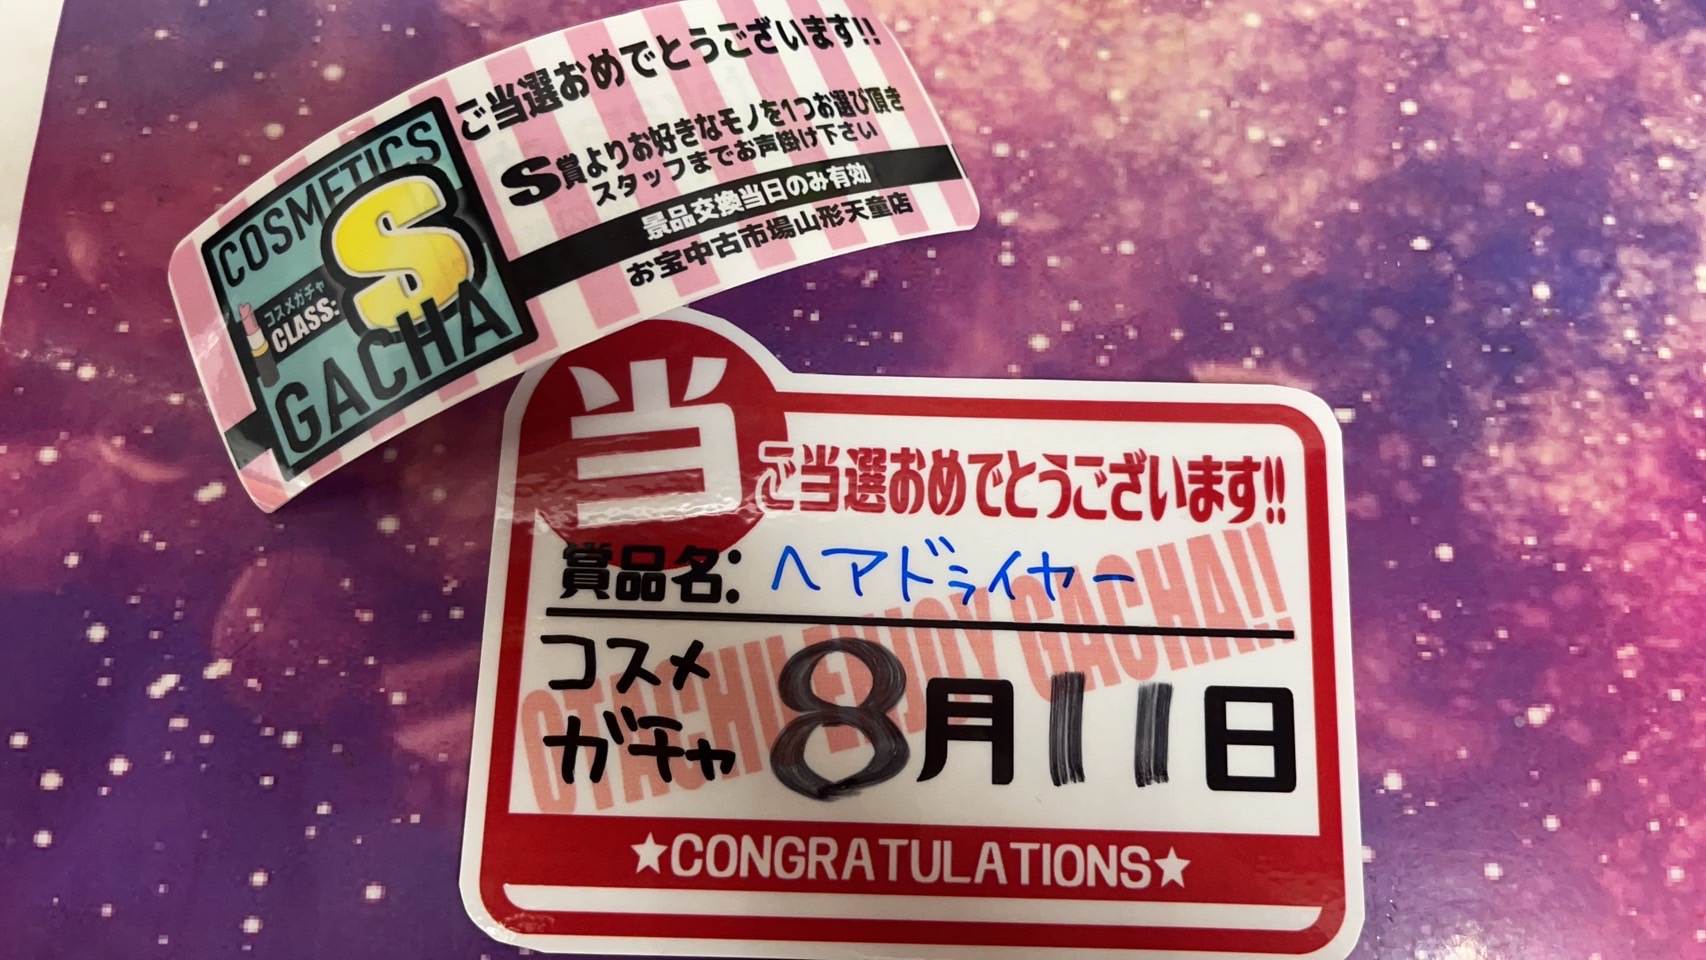 ご当選おめでとうございます!!
S賞よりお好きなモノを1つお選び頂き
スタッフまでお声掛け下さい
景品交換当日のみ有効
お宝中古市場山形天童店
COSMETICS
S
コスメガチャ
CLASS:
GACHA
当
ご当選おめでとうございます!!
賞品名:ヘアドライヤー
OTACHU ENJOY GACHA!!
コスメ
ガチャ
8月11日
★CONGRATULATIONS★